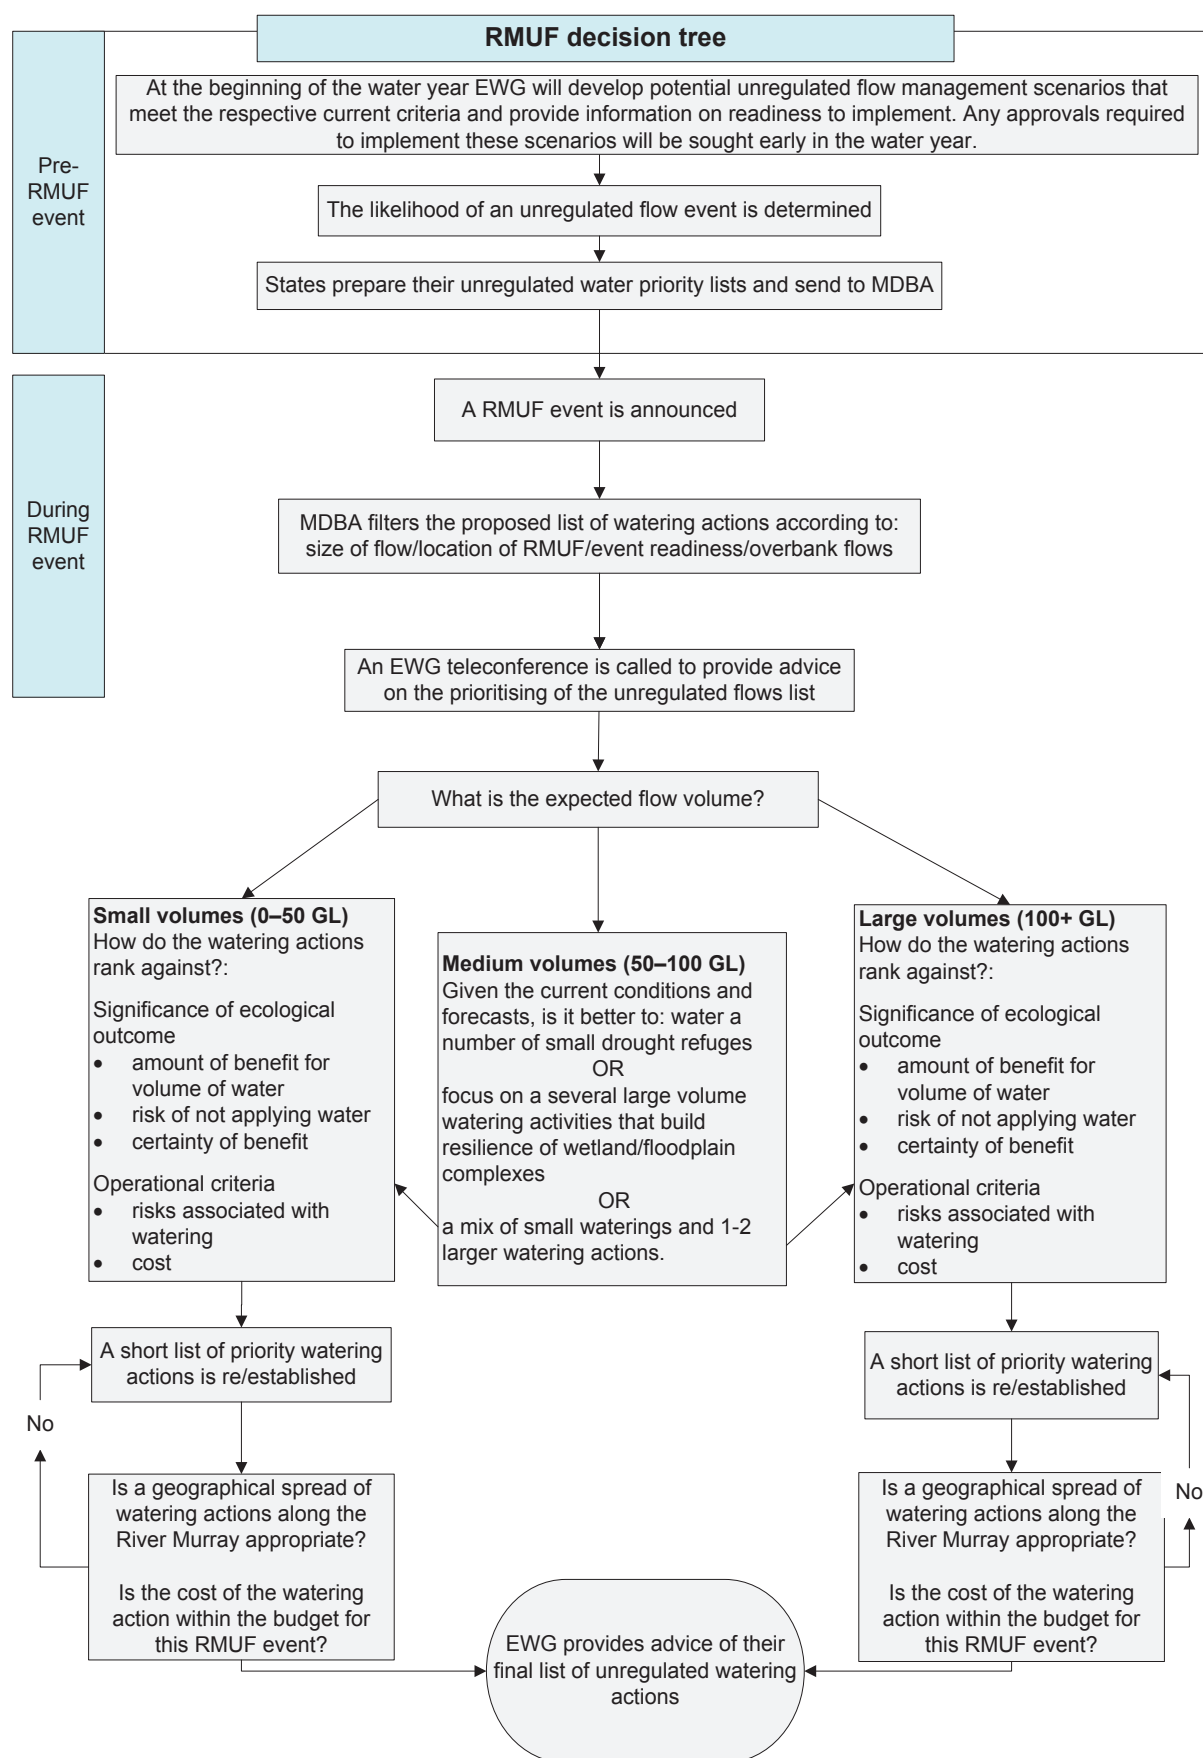 RMUF decision tree
Pre-
RMUF
event
At the beginning of the water year EWG will develop potential unregulated flow management scenarios that
meet the respective current criteria and provide information on readiness to implement. Any approvals required
to implement these scenarios will be sought early in the water year.
The likelihood of an unregulated flow event is determined
States prepare their unregulated water priority lists and send to MDBA
During
RMUF
event
A RMUF event is announced
MDBA filters the proposed list of watering actions according to:
size of flow/location of RMUF/event readiness/overbank flows
An EWG teleconference is called to provide advice
on the prioritising of the unregulated flows list
What is the expected flow volume?
Small volumes (0–50 GL)
How do the watering actions
rank against?:
Significance of ecological
outcome
• amount of benefit for
volume of water
• risk of not applying water
• certainty of benefit
Operational criteria
• risks associated with
watering
• cost
Medium volumes (50–100 GL)
Given the current conditions and
forecasts, is it better to: water a
number of small drought refuges
OR
focus on a several large volume
watering activities that build
resilience of wetland/floodplain
complexes
OR
a mix of small waterings and 1-2
larger watering actions.
Large volumes (100+ GL)
How do the watering actions
rank against?:
Significance of ecological
outcome
• amount of benefit for
volume of water
• risk of not applying water
• certainty of benefit
Operational criteria
• risks associated with
watering
• cost
A short list of priority watering
actions is re/established
No
Is a geographical spread of
watering actions along the
River Murray appropriate?
Is the cost of the watering
action within the budget for
this RMUF event?
A short list of priority watering
actions is re/established
No
Is a geographical spread of
watering actions along the
River Murray appropriate?
Is the cost of the watering
action within the budget for
this RMUF event?
EWG provides advice of their
final list of unregulated watering
actions